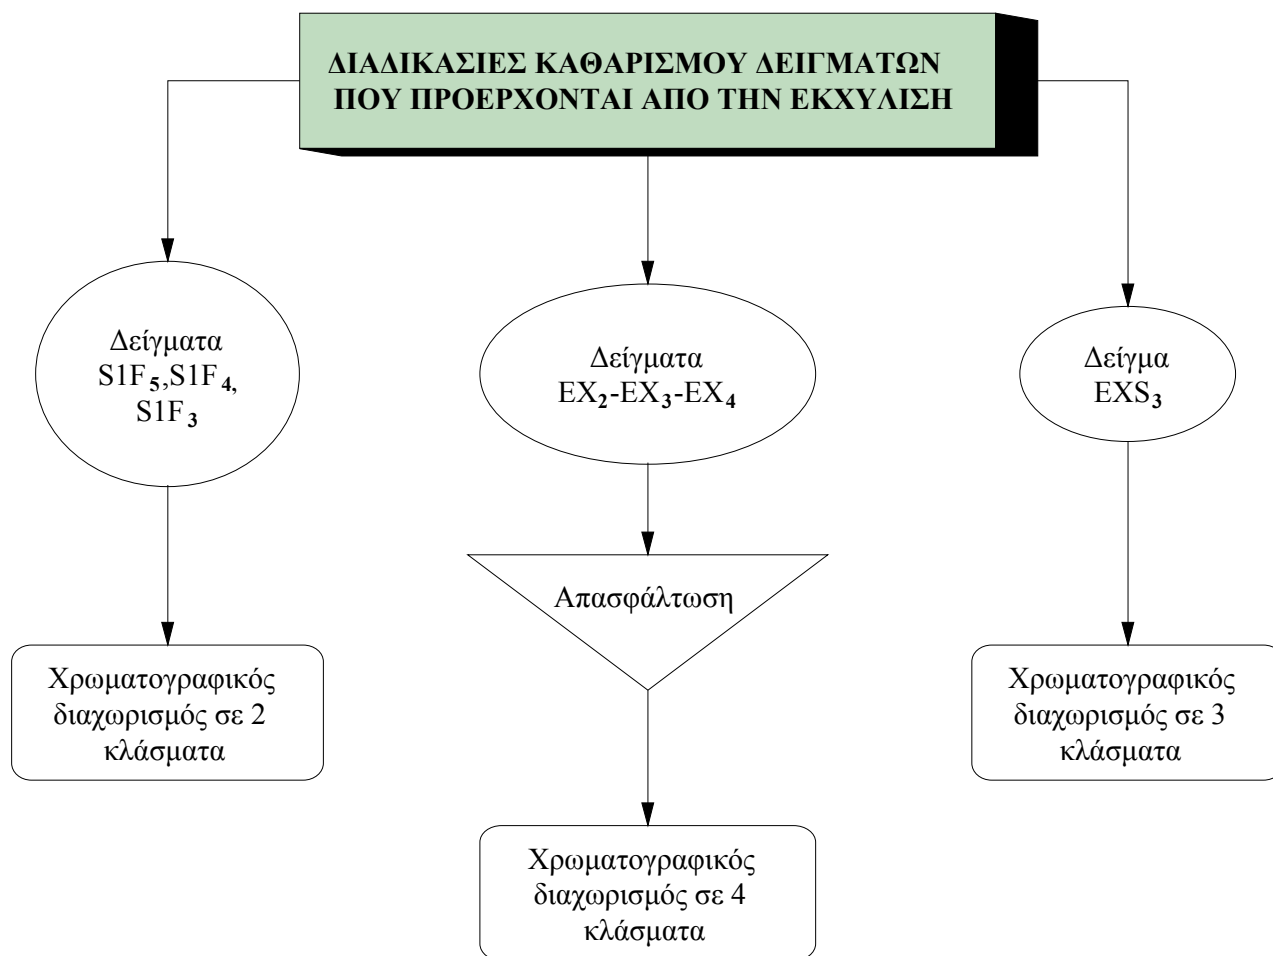 ΔΙΑΔΙΚΑΣΙΕΣ ΚΑΘΑΡΙΣΜΟΥ ΔΕΙΓΜΑΤΩΝ
ΠΟΥ ΠΡΟΕΡΧΟΝΤΑΙ ΑΠΟ ΤΗΝ ΕΚΧΥΛΙΣΗ
Δείγματα
S1F₅,S1F₄,
S1F₃
Δείγματα
EX₂-EX₃-EX₄
Δείγμα
EXS₃
Απασφάλτωση
Χρωματογραφικός
διαχωρισμός σε 2
κλάσματα
Χρωματογραφικός
διαχωρισμός σε 3
κλάσματα
Χρωματογραφικός
διαχωρισμός σε 4
κλάσματα